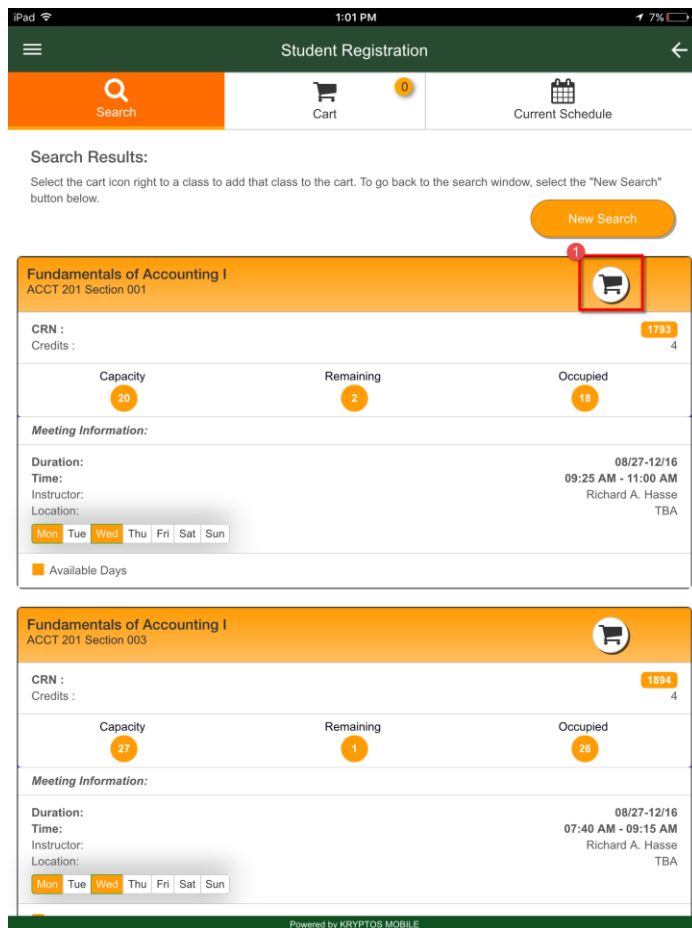 iPad 1:01 PM 7%
Student Registration
Search Cart 0 Current Schedule
Search Results:
Select the cart icon right to a class to add that class to the cart. To go back to the search window, select the "New Search"
button below.
New Search
1
Fundamentals of Accounting I
ACCT 201 Section 001
CRN : 1793
Credits : 4
Capacity Remaining Occupied
20 2 18
Meeting Information:
Duration: 08/27-12/16
Time: 09:25 AM - 11:00 AM
Instructor: Richard A. Hasse
Location: TBA
Mon Tue Wed Thu Fri Sat Sun
Available Days
Fundamentals of Accounting I
ACCT 201 Section 003
CRN : 1894
Credits : 4
Capacity Remaining Occupied
27 1 26
Meeting Information:
Duration: 08/27-12/16
Time: 07:40 AM - 09:15 AM
Instructor: Richard A. Hasse
Location: TBA
Mon Tue Wed Thu Fri Sat Sun
Powered by KRYPTOS MOBILE